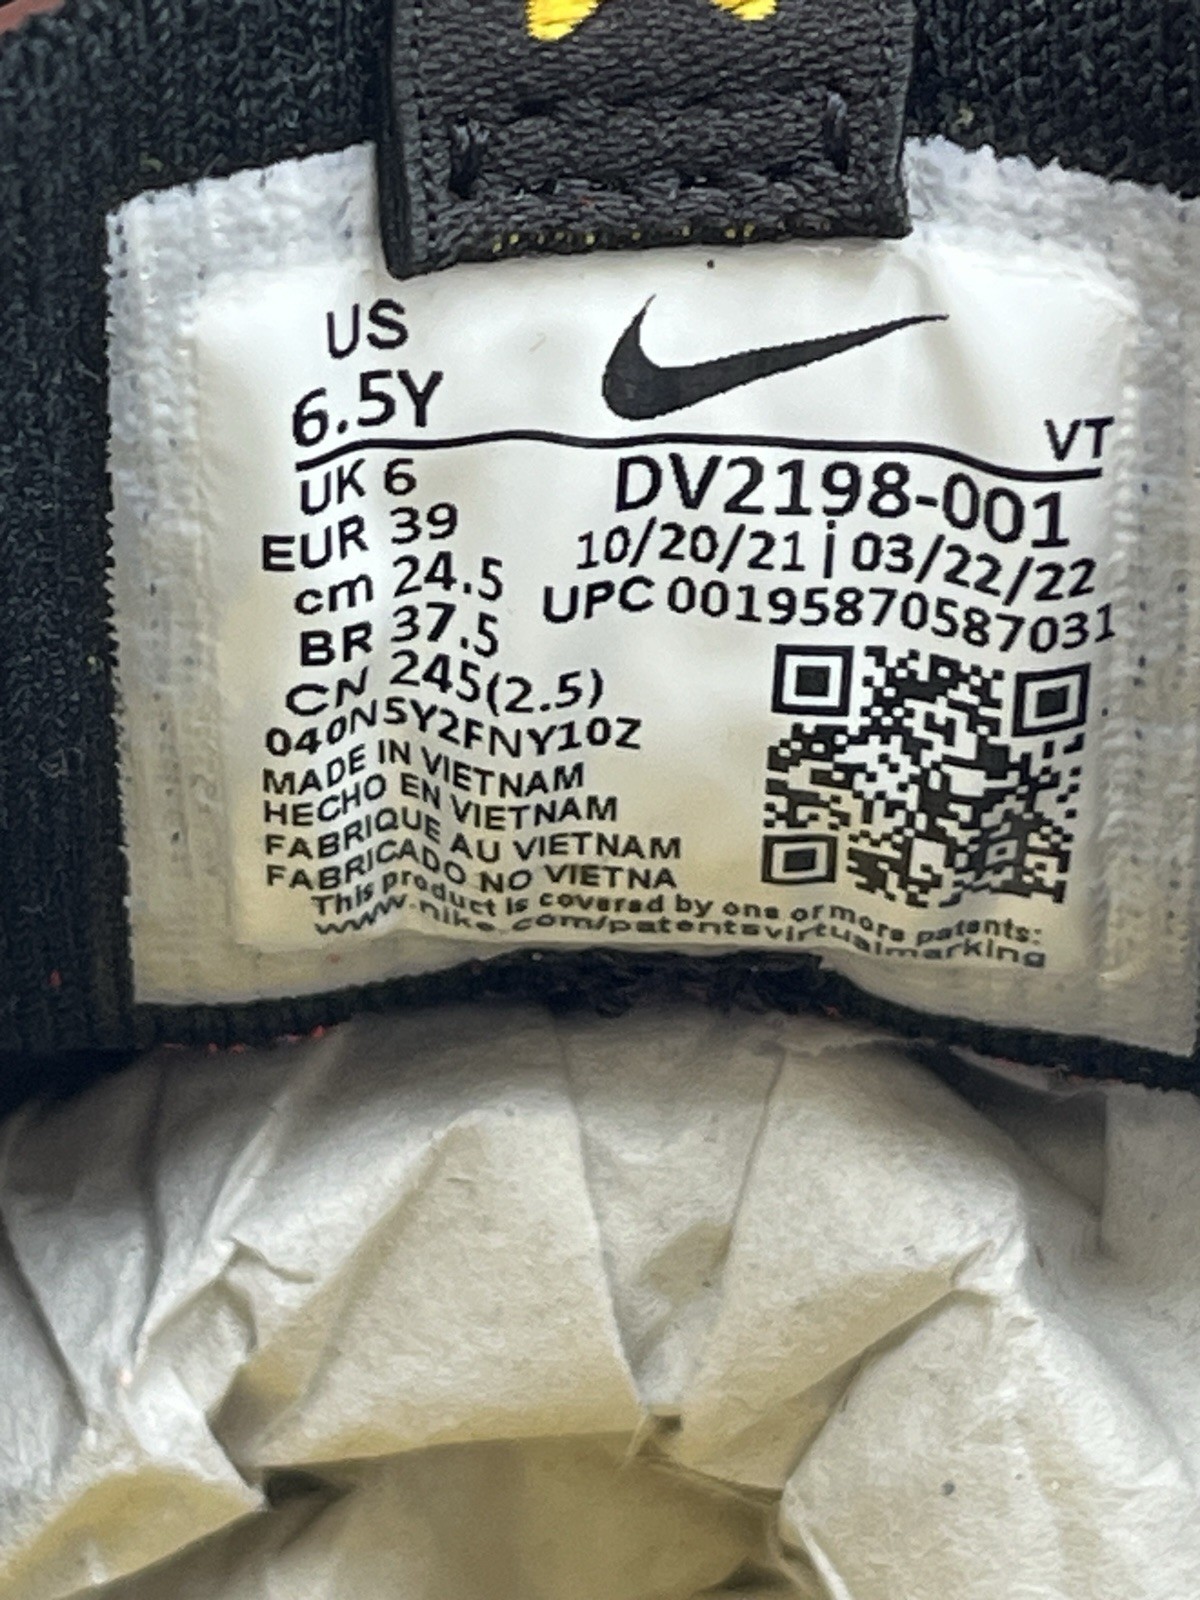 US
6.5Y
VT
UK 6
EUR 39
cm 24.5
BR 37.5
CN 245(2.5)
DV2198-001
10/20/21 | 03/22/22
UPC 00195870587031
040N5Y2FNY10Z
MADE IN VIETNAM
HECHO EN VIETNAM
FABRIQUE AU VIETNAM
FABRICADO NO VIETNA
This product is covered by one or more patents:
www.nike.com/patentsvirtualmarking